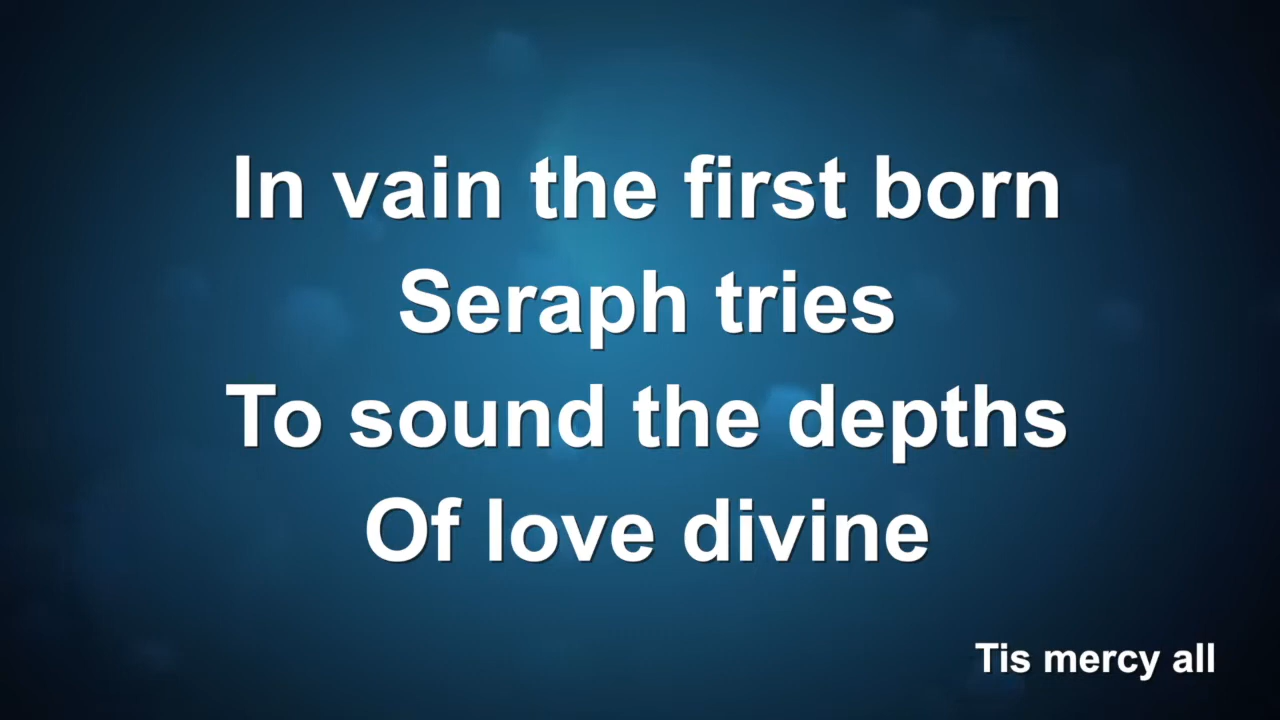 In vain the first born
Seraph tries
To sound the depths
Of love divine
Tis mercy all